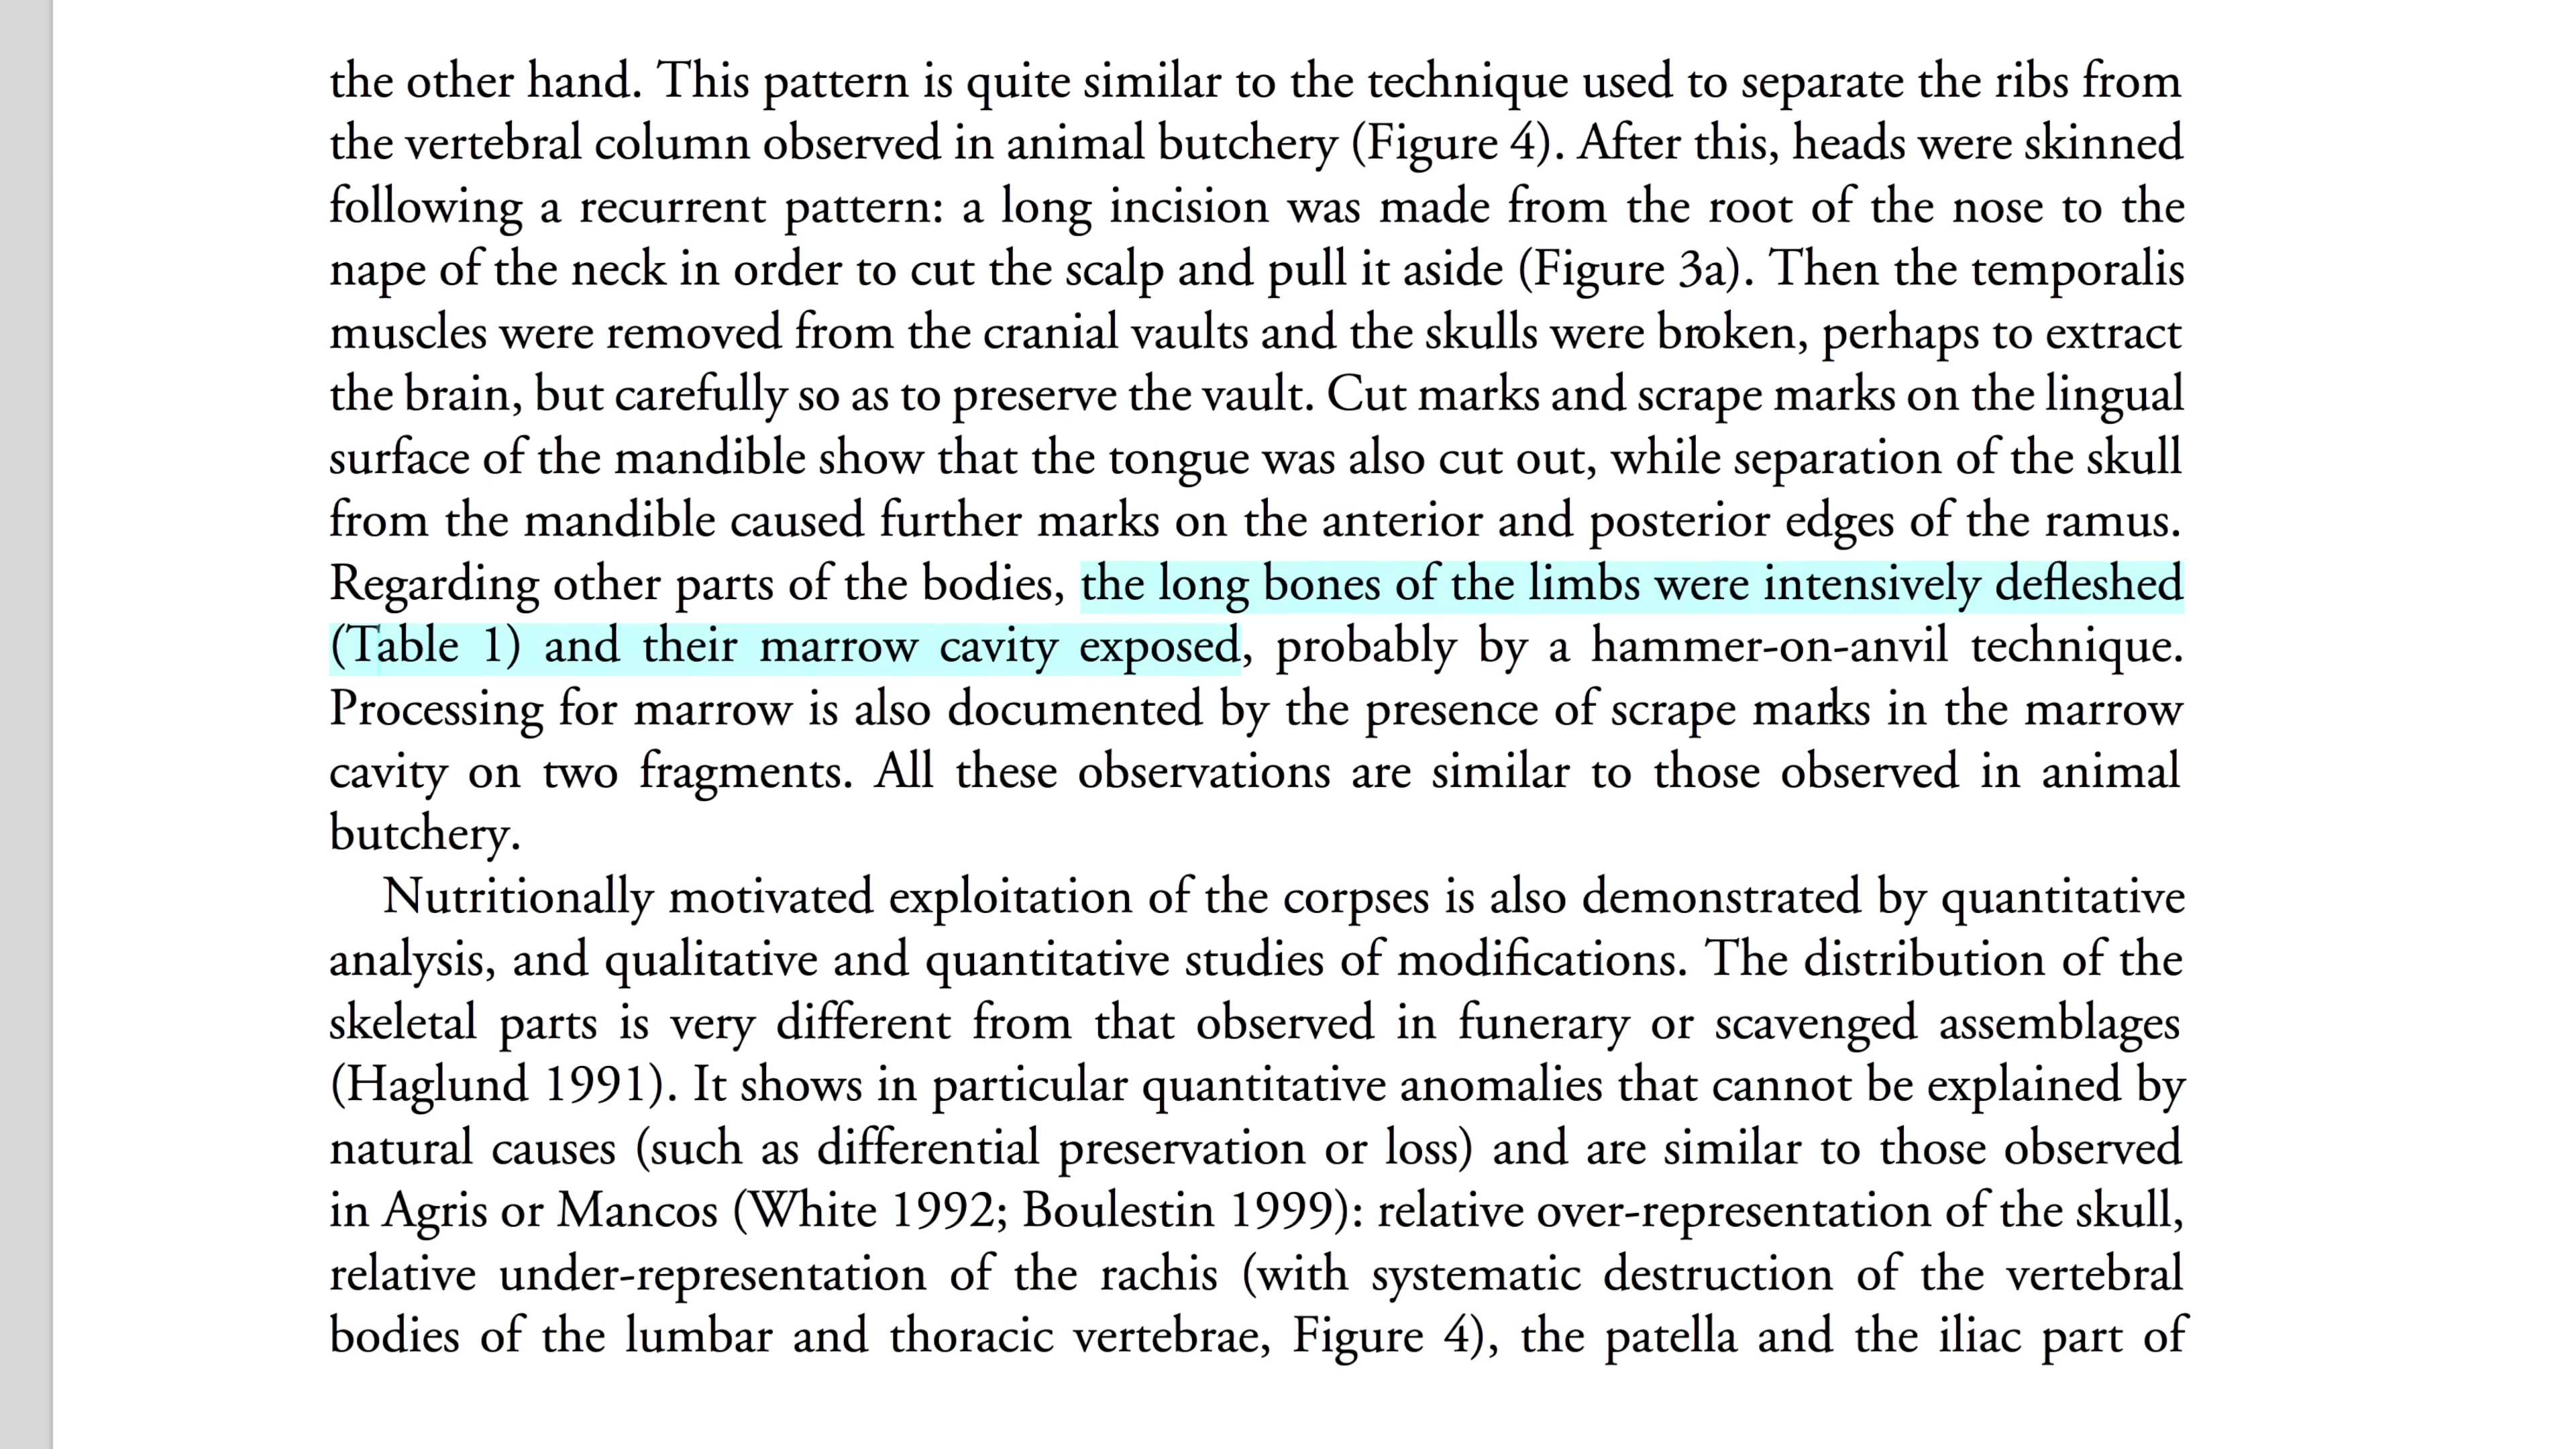 the other hand. This pattern is quite similar to the technique used to separate the ribs from
the vertebral column observed in animal butchery (Figure 4). After this, heads were skinned
following a recurrent pattern: a long incision was made from the root of the nose to the
nape of the neck in order to cut the scalp and pull it aside (Figure 3a). Then the temporalis
muscles were removed from the cranial vaults and the skulls were broken, perhaps to extract
the brain, but carefully so as to preserve the vault. Cut marks and scrape marks on the lingual
surface of the mandible show that the tongue was also cut out, while separation of the skull
from the mandible caused further marks on the anterior and posterior edges of the ramus.
Regarding other parts of the bodies, the long bones of the limbs were intensively defleshed
(Table 1) and their marrow cavity exposed, probably by a hammer-on-anvil technique.
Processing for marrow is also documented by the presence of scrape marks in the marrow
cavity on two fragments. All these observations are similar to those observed in animal
butchery.
Nutritionally motivated exploitation of the corpses is also demonstrated by quantitative
analysis, and qualitative and quantitative studies of modifications. The distribution of the
skeletal parts is very different from that observed in funerary or scavenged assemblages
(Haglund 1991). It shows in particular quantitative anomalies that cannot be explained by
natural causes (such as differential preservation or loss) and are similar to those observed
in Agris or Mancos (White 1992; Boulestin 1999): relative over-representation of the skull,
relative under-representation of the rachis (with systematic destruction of the vertebral
bodies of the lumbar and thoracic vertebrae, Figure 4), the patella and the iliac part of